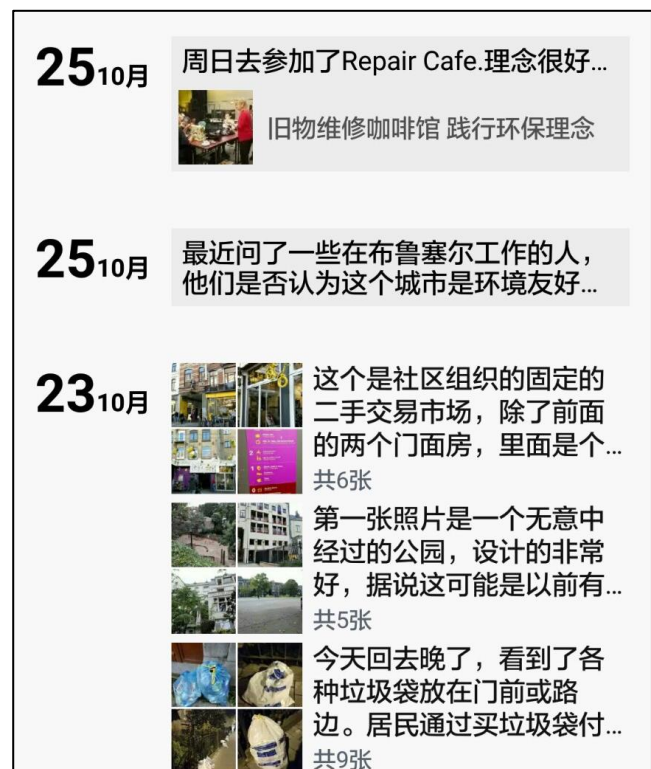 25 10月
周日去参加了Repair Cafe.理念很好...
旧物维修咖啡馆 践行环保理念
25 10月
最近问了一些在布鲁塞尔工作的人，
他们是否认为这个城市是环境友好...
23 10月
这个是社区组织的固定的
二手交易市场，除了前面
的两个门面房，里面是个...
共6张
第一张照片是一个无意中
经过的公园，设计的非常
好，据说这可能是以前有...
共5张
今天回去晚了，看到了各
种垃圾袋放在门前或路
边。居民通过买垃圾袋付...
共9张